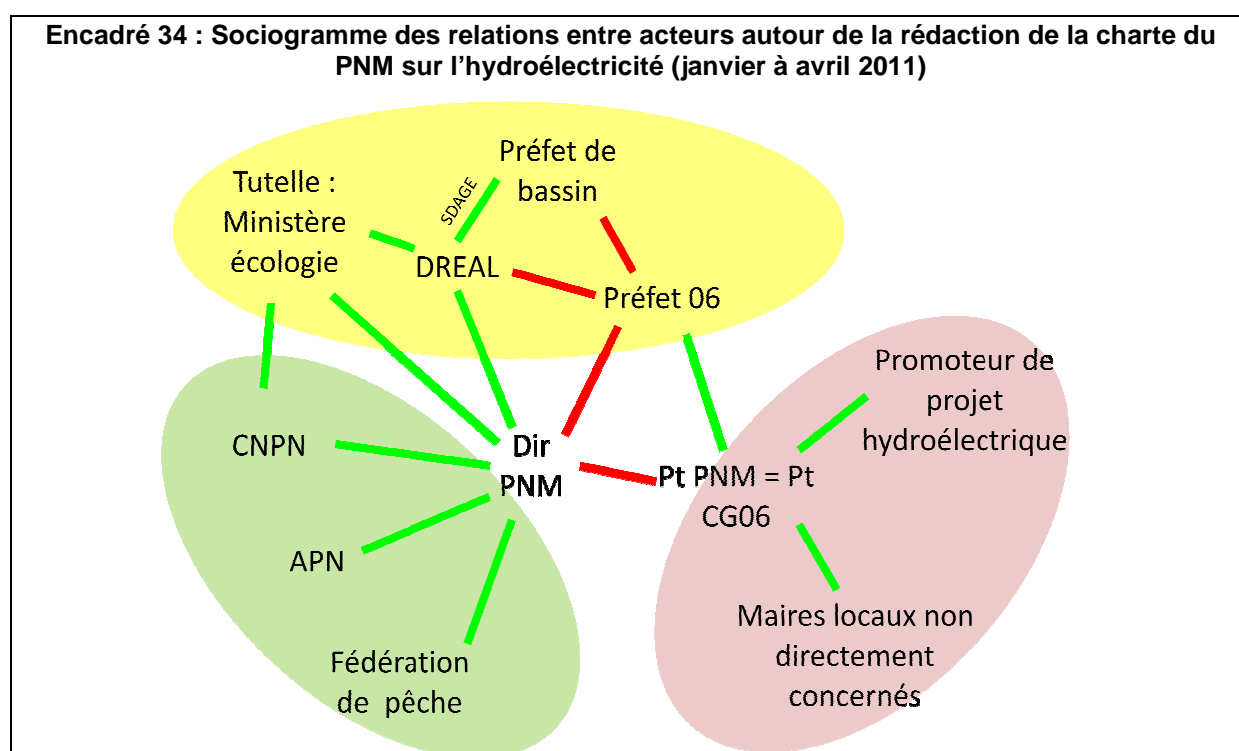 Encadré 34 : Sociogramme des relations entre acteurs autour de la rédaction de la charte du
PNM sur l'hydroélectricité (janvier à avril 2011)
Préfet de
bassin
Tutelle :
Ministère
écologie
SDAGE
DREAL
Préfet 06
Promoteur de
projet
hydroélectrique
CNPN
Dir
PNM
Pt PNM = Pt
CG06
APN
Maires locaux non
directement
concernés
Fédération
de pêche